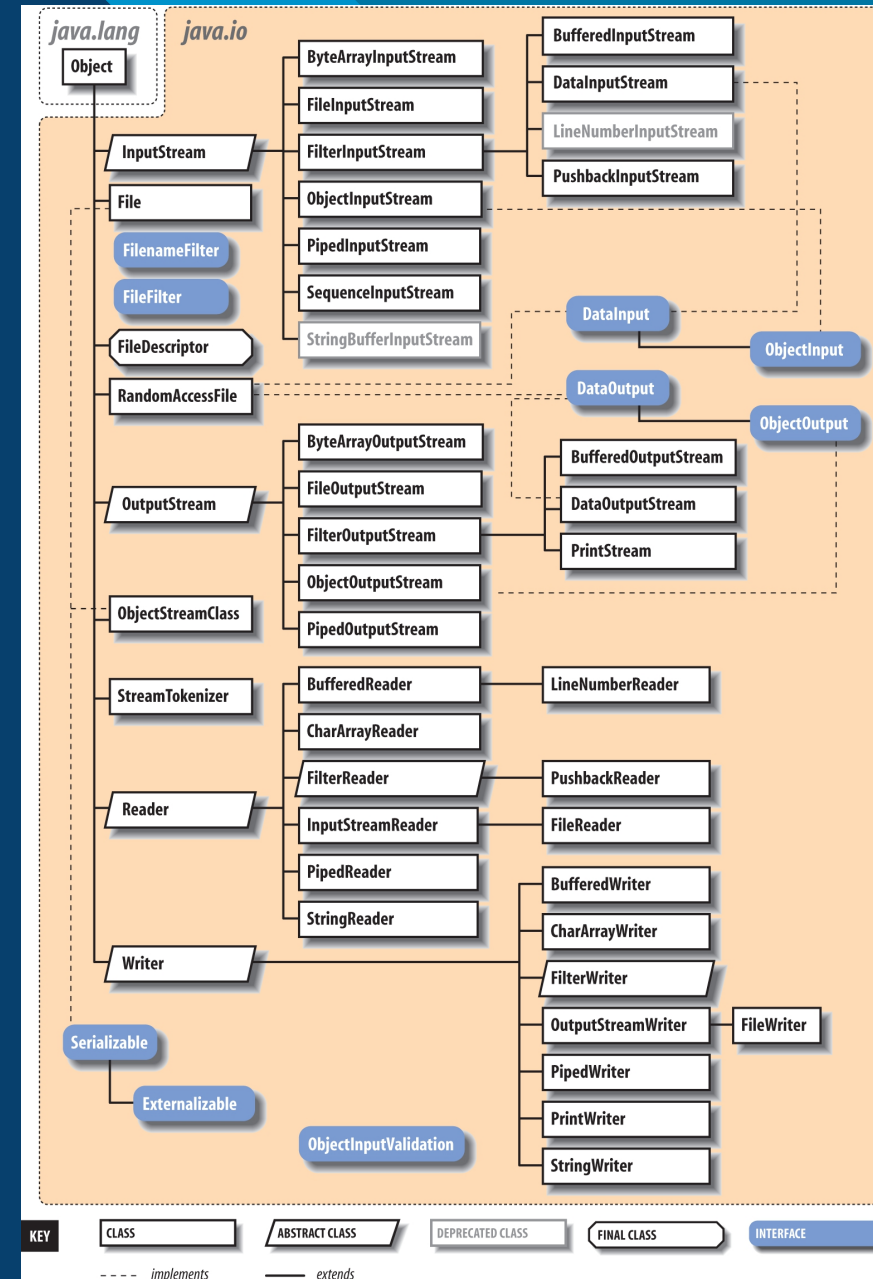 java.lang
java.io
Object
InputStream
File
FilenameFilter
FileFilter
FileDescriptor
RandomAccessFile
OutputStream
ObjectStreamClass
StreamTokenizer
Reader
Writer
Serializable
Externalizable
ByteArrayInputStream
FileInputStream
FilterInputStream
ObjectInputStream
PipedInputStream
SequenceInputStream
StringBufferInputStream
BufferedInputStream
DataInputStream
LineNumberInputStream
PushbackInputStream
DataInput
ObjectInput
DataOutput
ObjectOutput
ByteArrayOutputStream
FileOutputStream
FilterOutputStream
ObjectOutputStream
PipedOutputStream
BufferedOutputStream
DataOutputStream
PrintStream
BufferedReader
CharArrayReader
FilterReader
InputStreamReader
PipedReader
StringReader
LineNumberReader
PushbackReader
FileReader
BufferedWriter
CharArrayWriter
FilterWriter
OutputStreamWriter
PipedWriter
PrintWriter
StringWriter
FileWriter
ObjectInputValidation
KEY
CLASS
ABSTRACT CLASS
DEPRECATED CLASS
FINAL CLASS
INTERFACE
implements
extends